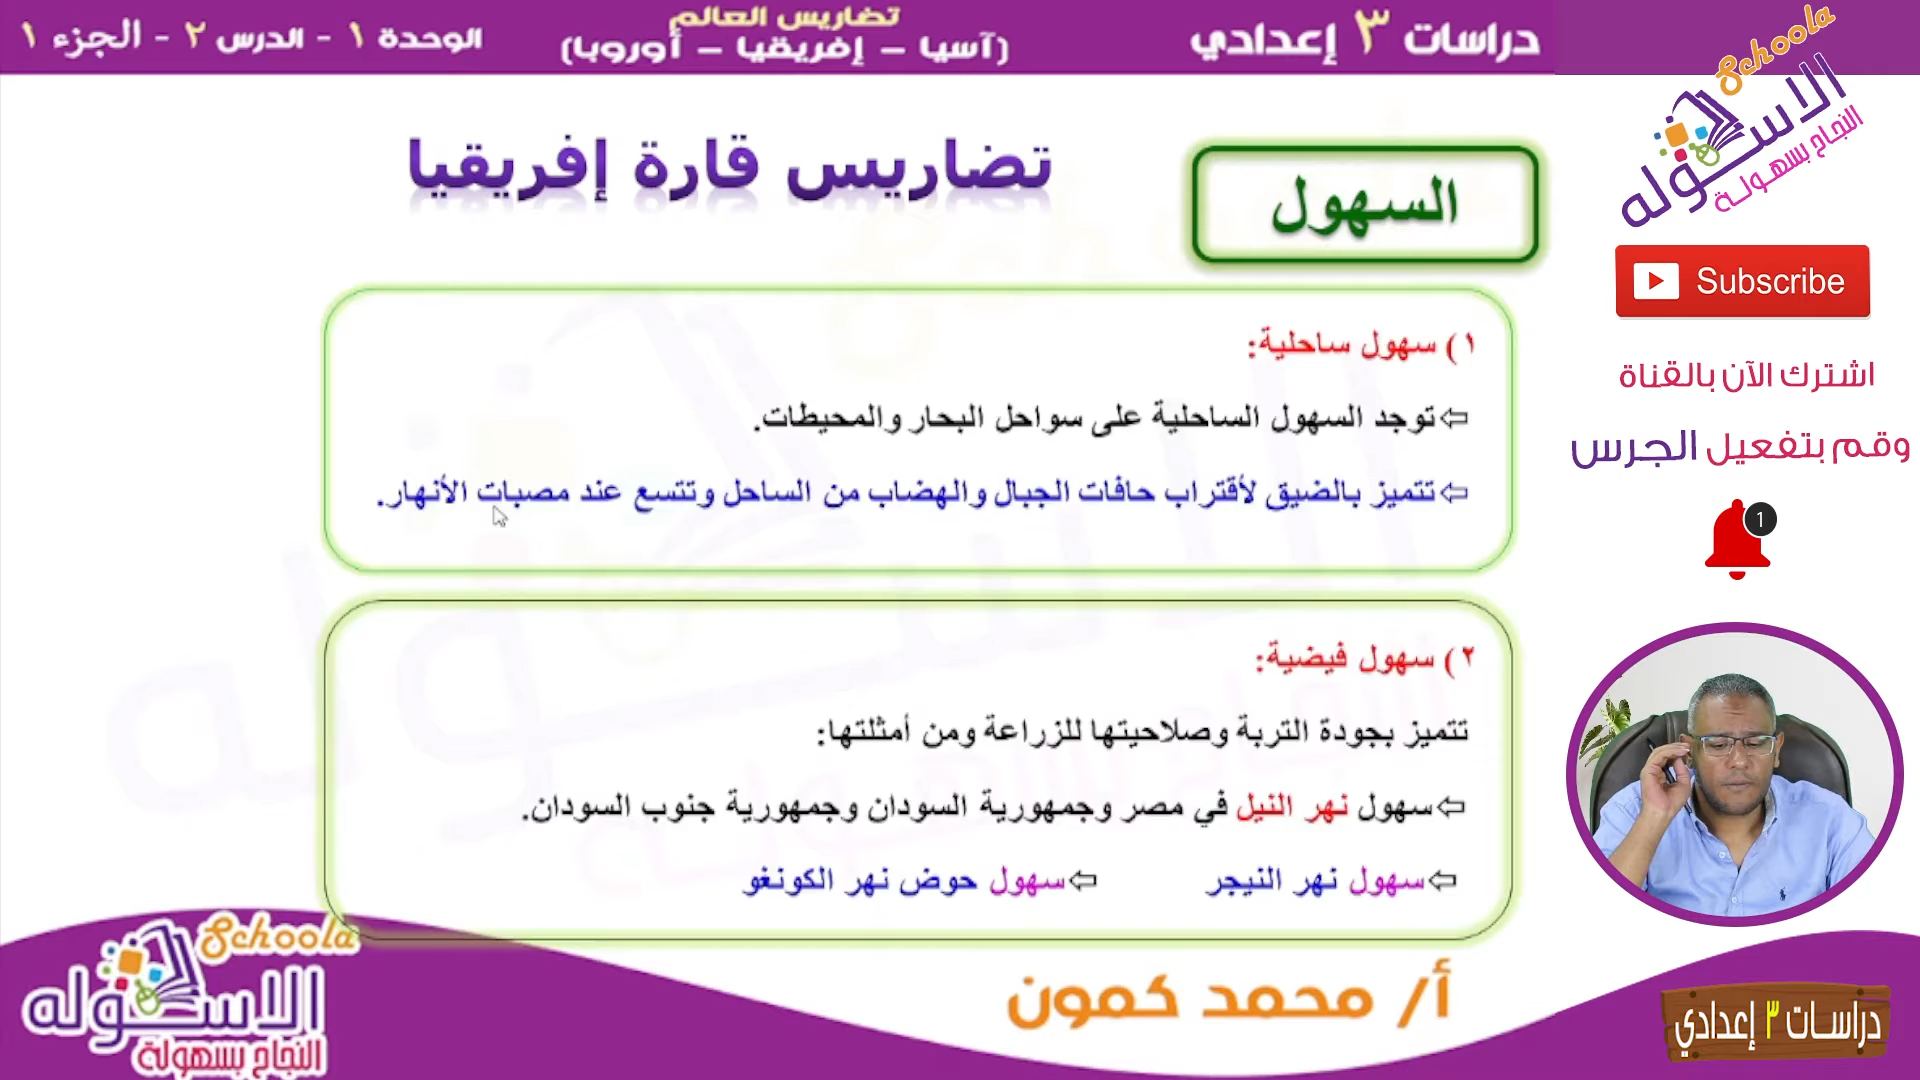 دراسات ٣ إعدادي
تضاريس العالم
(آسيا – إفريقيا – أوروبا)
الوحدة ١ - الدرس ٢ - الجزء ١
Schoola
الاسكوله
النجاح بسهولة
تضاريس قارة إفريقيا
السهول
١) سهول ساحلية:
⇦توجد السهول الساحلية على سواحل البحار والمحيطات.
⇦تتميز بالضيق لأقتراب حافات الجبال والهضاب من الساحل وتتسع عند مصبات الأنهار.
٢) سهول فيضية:
تتميز بجودة التربة وصلاحيتها للزراعة ومن أمثلتها:
⇦سهول نهر النيل في مصر وجمهورية السودان وجمهورية جنوب السودان.
⇦سهول نهر النيجر ⇦سهول حوض نهر الكونغو
Subscribe
اشترك الآن بالقناة
وقم بتفعيل الجرس
1
Schoola
الاسكوله
النجاح بسهولة
أ/ محمد كمون
دراسات ٣ إعدادي